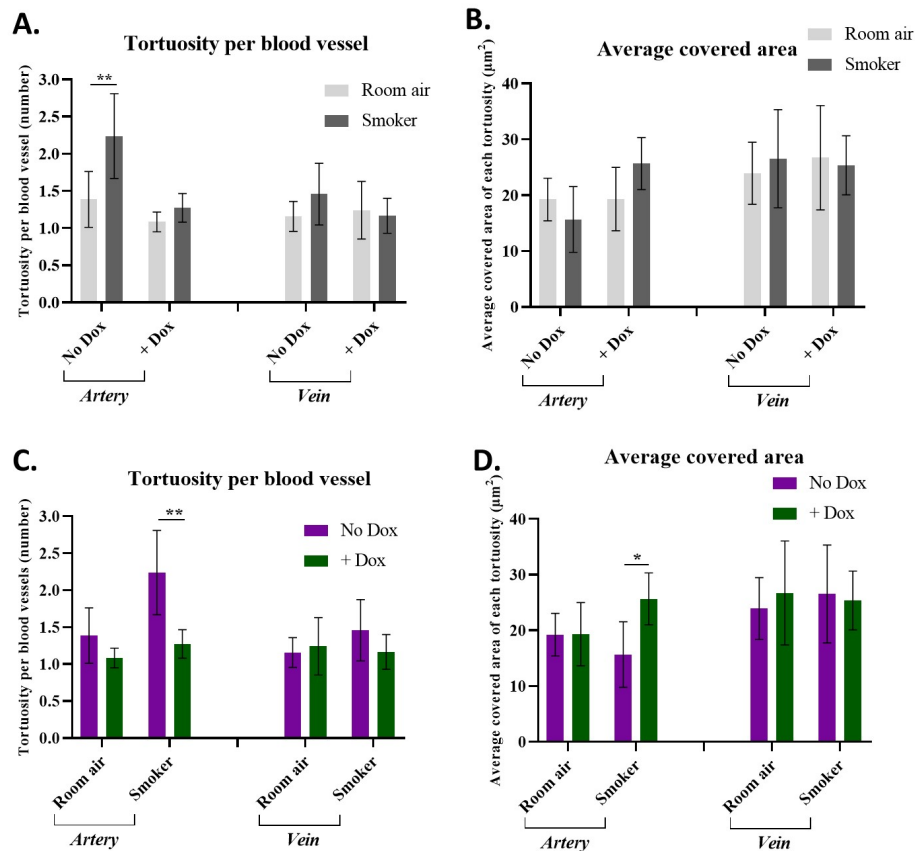 A.
Tortuosity per blood vessel
Tortuosity per blood vessel (number)
3.0
2.5
2.0
1.5
1.0
0.5
0.0
**
Room air
Smoker
No Dox
+ Dox
No Dox
+ Dox
Artery
Vein
B.
Average covered area
Average covered area of each tortuosity (µm²)
40
30
20
10
0
Room air
Smoker
No Dox
+ Dox
No Dox
+ Dox
Artery
Vein
C.
Tortuosity per blood vessel
Tortuosity per blood vessels (number)
3.0
2.5
2.0
1.5
1.0
0.5
0.0
**
No Dox
+ Dox
Room air
Smoker
Room air
Smoker
Artery
Vein
D.
Average covered area
Average covered area of each tortuosity (µm²)
40
30
20
10
0
*
No Dox
+ Dox
Room air
Smoker
Room air
Smoker
Artery
Vein